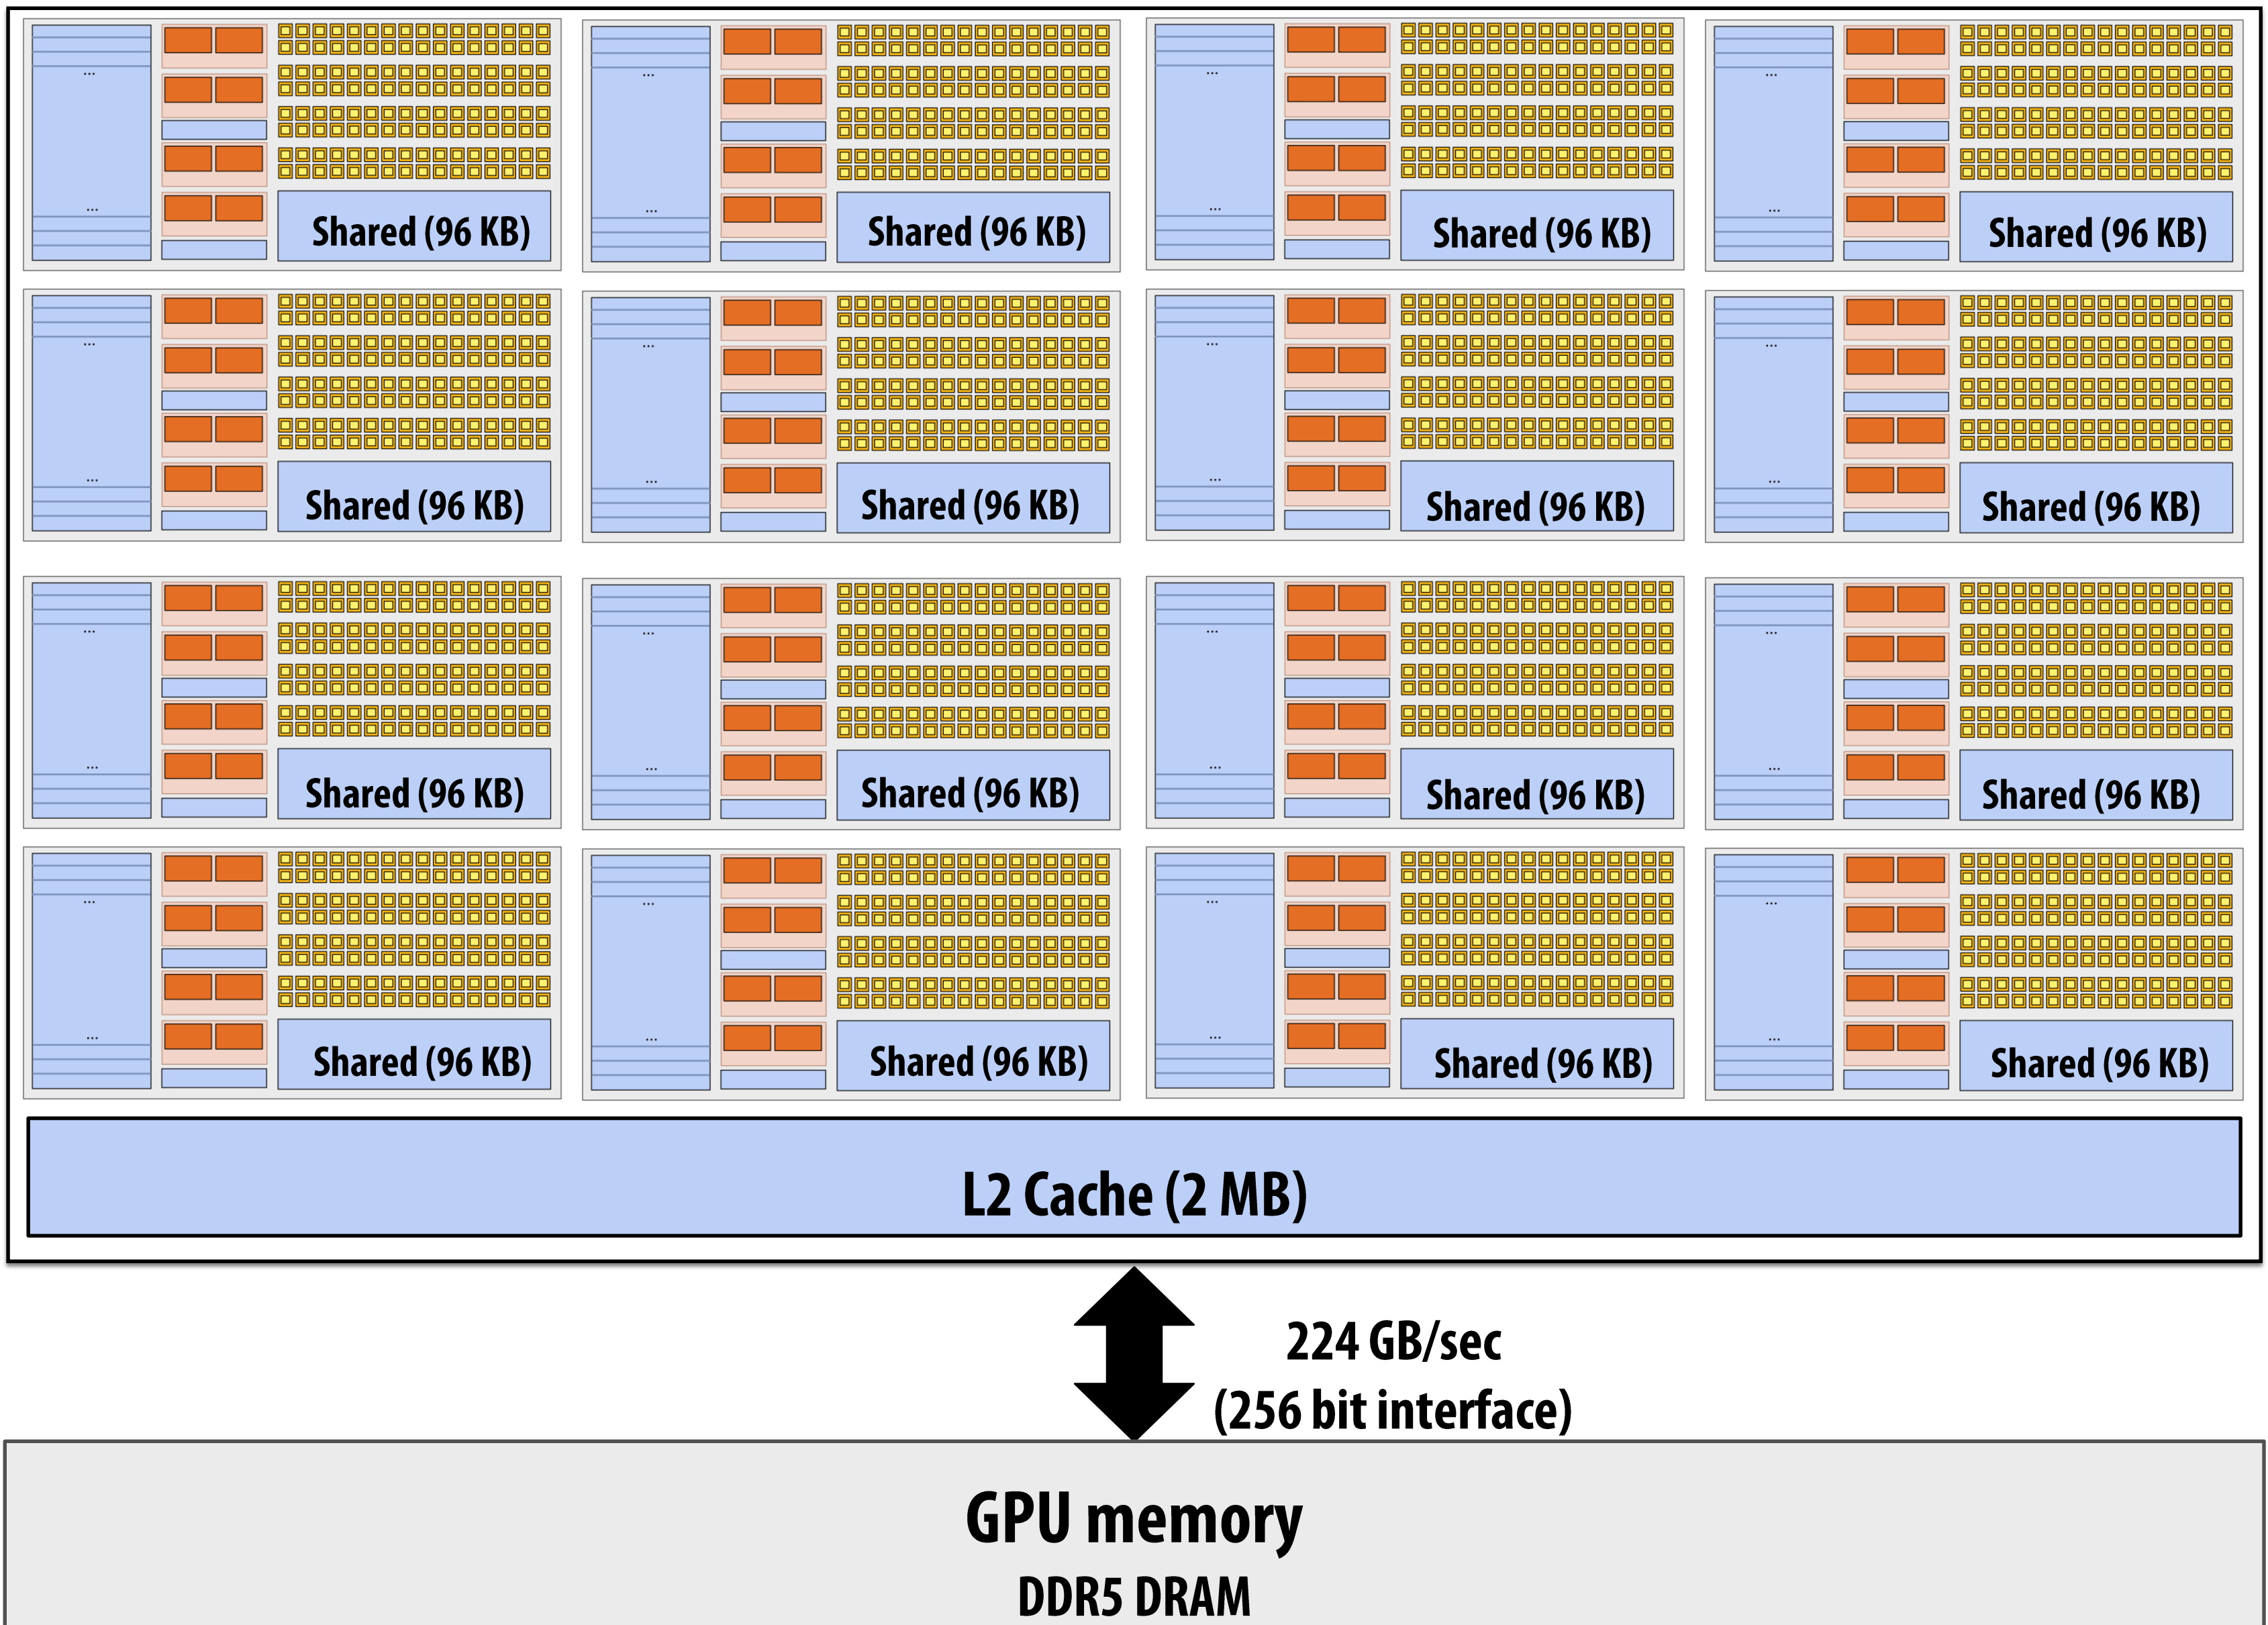 ... ... ... ...
... ... ... ...
Shared (96 KB) Shared (96 KB) Shared (96 KB) Shared (96 KB)
... ... ... ...
... ... ... ...
Shared (96 KB) Shared (96 KB) Shared (96 KB) Shared (96 KB)
... ... ... ...
... ... ... ...
Shared (96 KB) Shared (96 KB) Shared (96 KB) Shared (96 KB)
... ... ... ...
... ... ... ...
Shared (96 KB) Shared (96 KB) Shared (96 KB) Shared (96 KB)
L2 Cache (2 MB)
224 GB/sec
(256 bit interface)
GPU memory
DDR5 DRAM